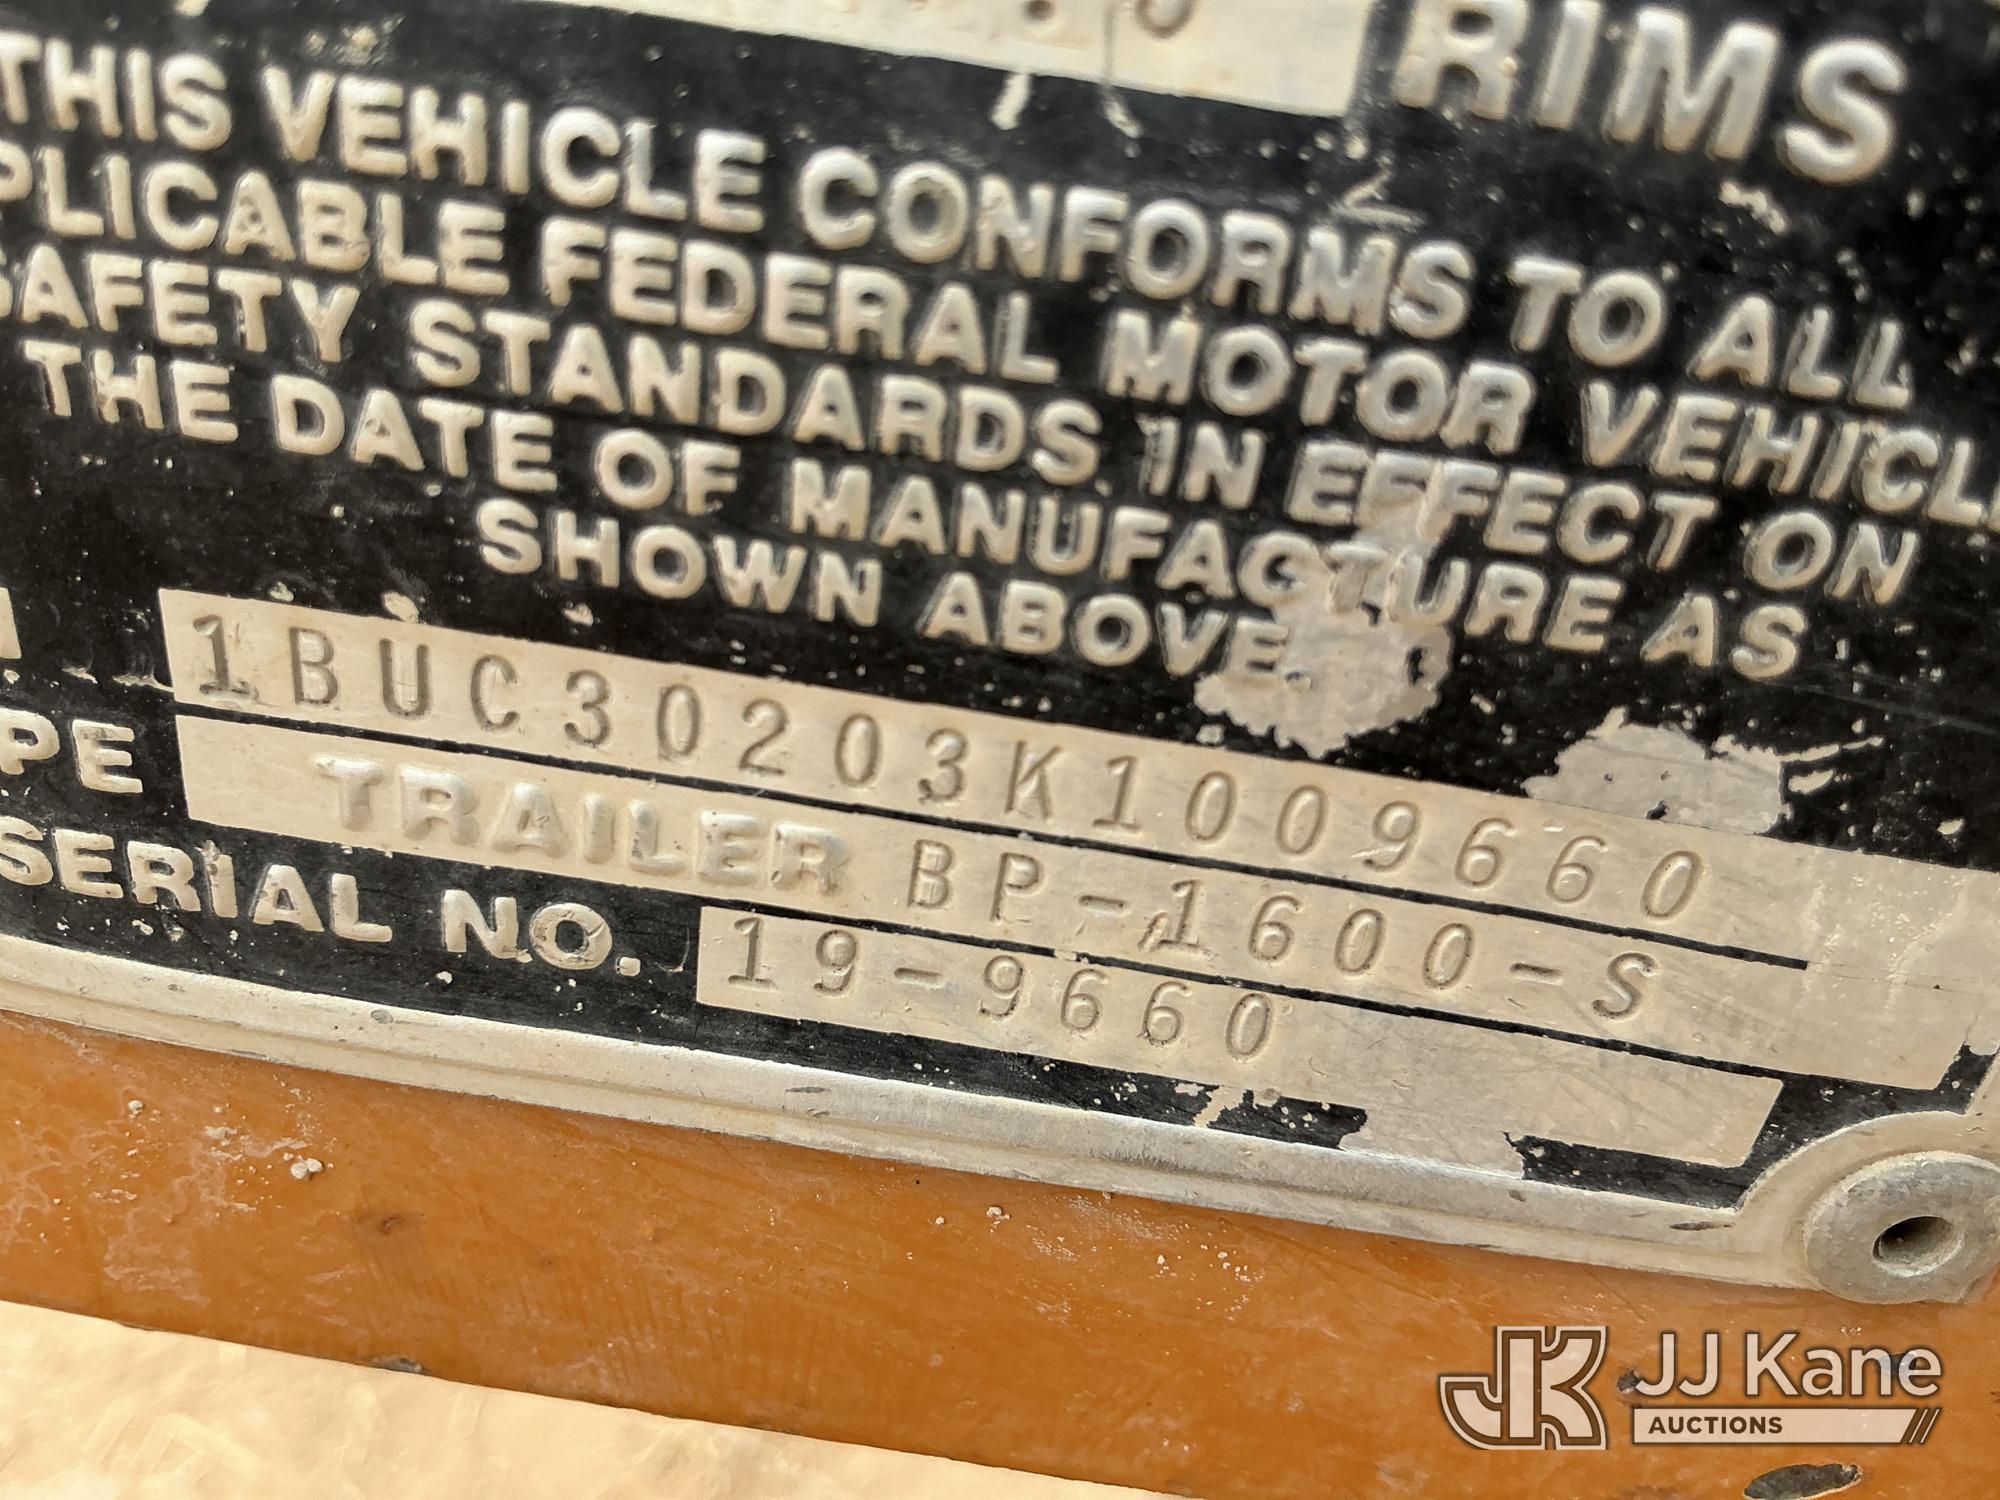 RIMS
THIS VEHICLE CONFORMS TO ALL
PLICABLE FEDERAL MOTOR VEHICL
SAFETY STANDARDS IN EFFECT ON
THE DATE OF MANUFACTURE AS
SHOWN ABOVE.
1BUC30203K1009660
PE TRAILER BP-1600-S
SERIAL NO. 19-9660
JK JJ Kane
AUCTIONS